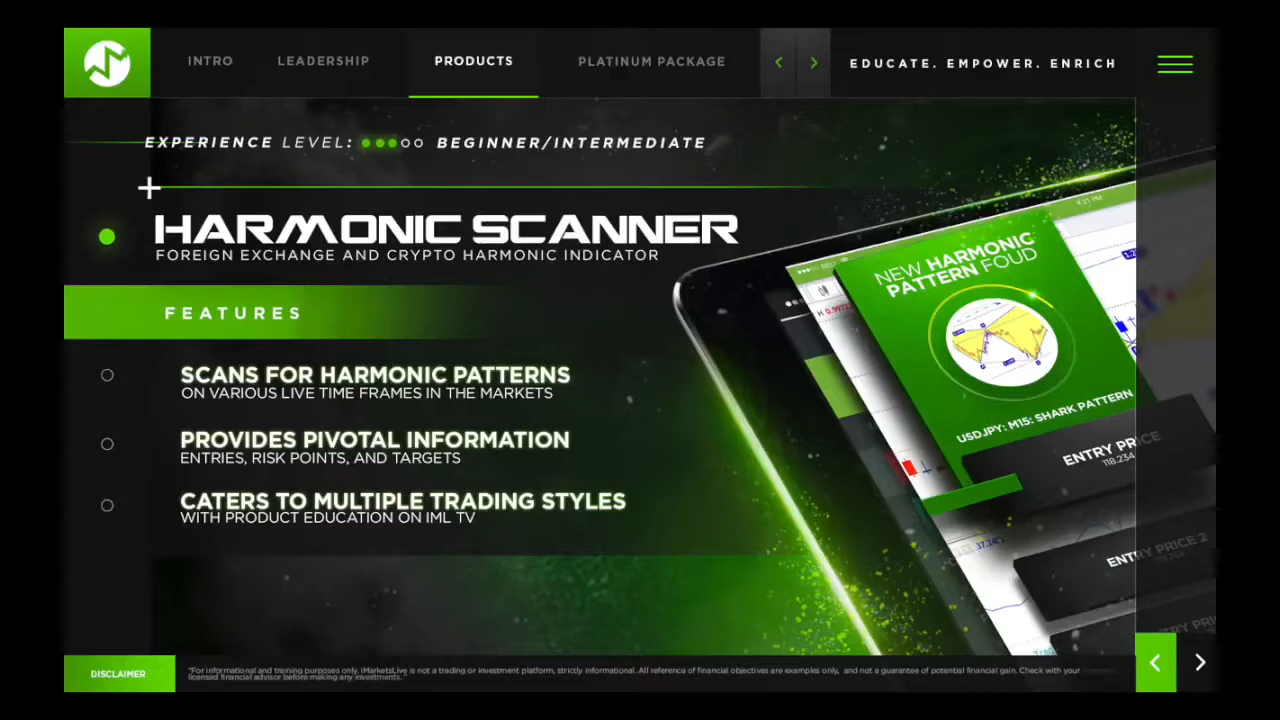 INTRO LEADERSHIP PRODUCTS PLATINUM PACKAGE EDUCATE. EMPOWER. ENRICH
EXPERIENCE LEVEL: BEGINNER/INTERMEDIATE
HARMONIC SCANNER
FOREIGN EXCHANGE AND CRYPTO HARMONIC INDICATOR
FEATURES
SCANS FOR HARMONIC PATTERNS
ON VARIOUS LIVE TIME FRAMES IN THE MARKETS
PROVIDES PIVOTAL INFORMATION
ENTRIES, RISK POINTS, AND TARGETS
CATERS TO MULTIPLE TRADING STYLES
WITH PRODUCT EDUCATION ON IML TV
4:21 PM
NEW HARMONIC
PATTERN FOUD
USDJPY: M15: SHARK PATTERN
ENTRY PRICE
118.234
ENTRY PRICE 2
DISCLAIMER
"For informational and training purposes only, iMarketsLive is not a trading or investment platform, strictly informational. All reference of financial objectives are examples only, and not a guarantee of potential financial gain. Check with your
licensed financial advisor before making any investments."